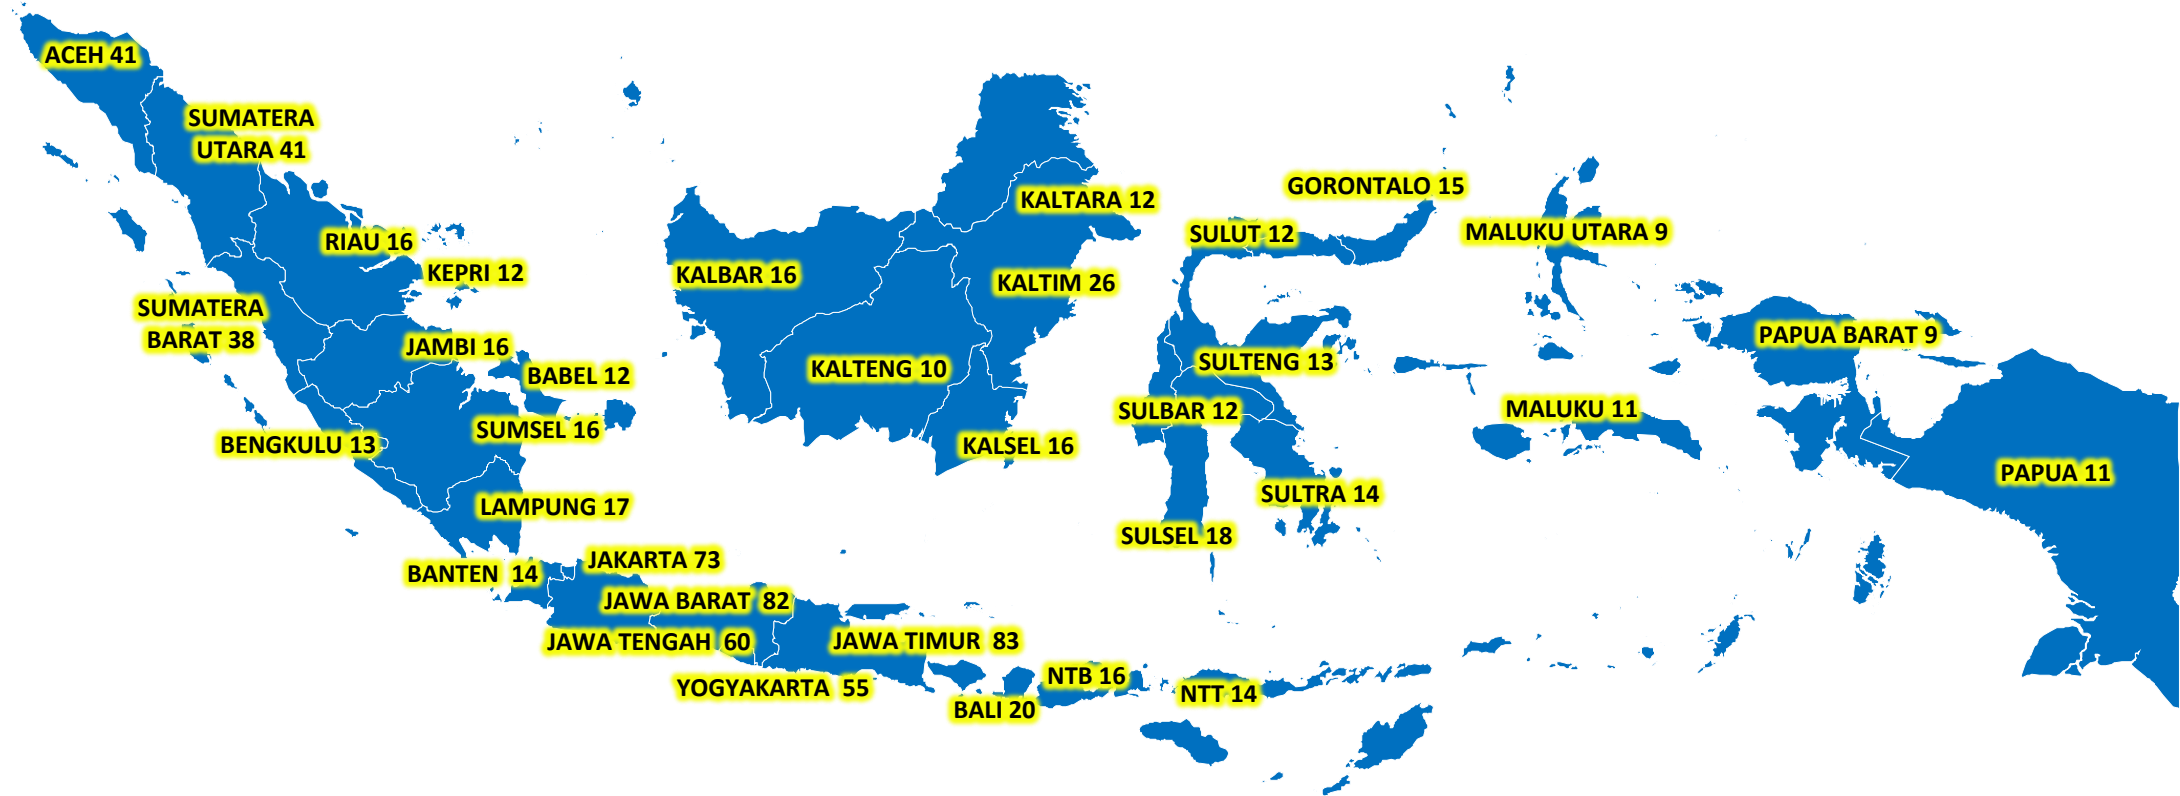 ACEH 41
SUMATERA
UTARA 41
RIAU 16
KEPRI 12
SUMATERA
BARAT 38
JAMBI 16
BABEL 12
SUMSEL 16
BENGKULU 13
LAMPUNG 17
BANTEN 14
JAKARTA 73
JAWA BARAT 82
JAWA TENGAH 60
JAWA TIMUR 83
YOGYAKARTA 55
BALI 20
NTB 16
NTT 14
KALBAR 16
KALTENG 10
KALTARA 12
KALTIM 26
KALSEL 16
GORONTALO 15
SULUT 12
SULTENG 13
SULBAR 12
SULTRA 14
SULSEL 18
MALUKU UTARA 9
MALUKU 11
PAPUA BARAT 9
PAPUA 11